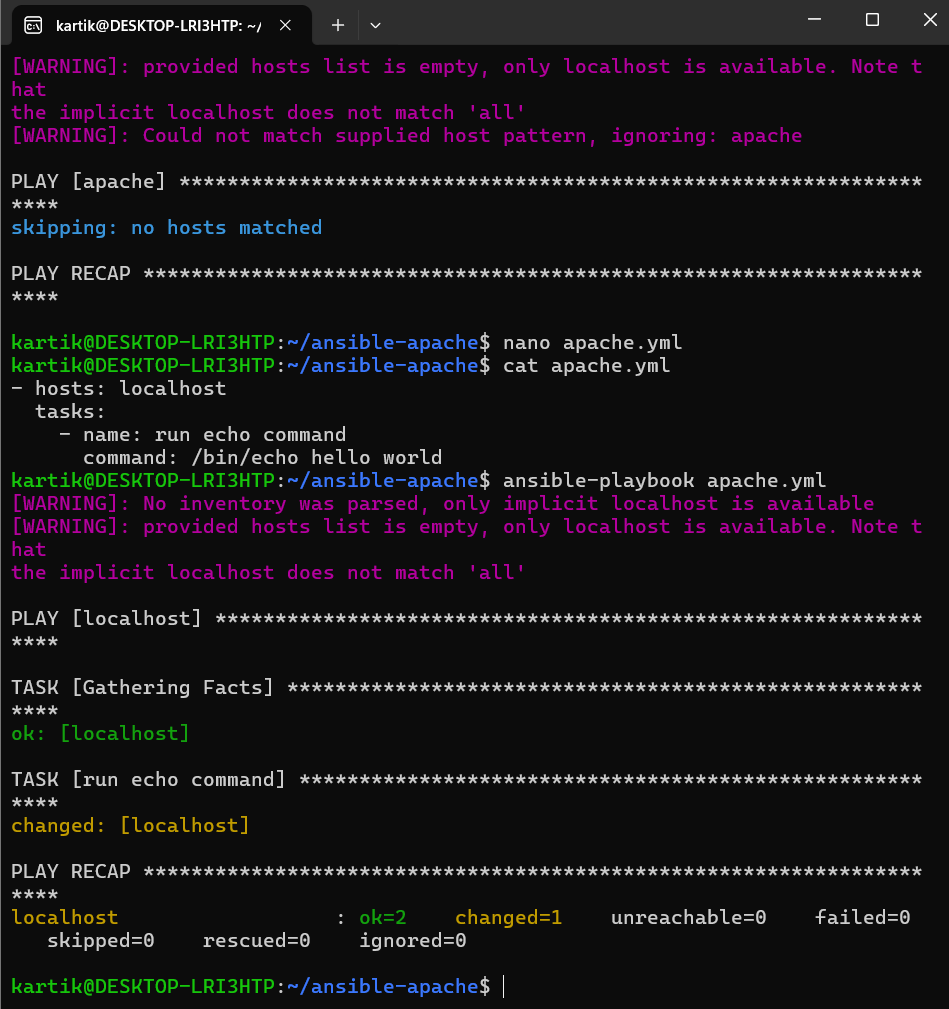 kartik@DESKTOP-LRI3HTP: ~/
[WARNING]: provided hosts list is empty, only localhost is available. Note t
hat
the implicit localhost does not match 'all'
[WARNING]: Could not match supplied host pattern, ignoring: apache
PLAY [apache] **************************************************************
****
skipping: no hosts matched
PLAY RECAP *****************************************************************
****
kartik@DESKTOP-LRI3HTP:~/ansible-apache$ nano apache.yml
kartik@DESKTOP-LRI3HTP:~/ansible-apache$ cat apache.yml
- hosts: localhost
  tasks:
    - name: run echo command
      command: /bin/echo hello world
kartik@DESKTOP-LRI3HTP:~/ansible-apache$ ansible-playbook apache.yml
[WARNING]: No inventory was parsed, only implicit localhost is available
[WARNING]: provided hosts list is empty, only localhost is available. Note t
hat
the implicit localhost does not match 'all'
PLAY [localhost] ***********************************************************
****
TASK [Gathering Facts] *****************************************************
****
ok: [localhost]
TASK [run echo command] ****************************************************
****
changed: [localhost]
PLAY RECAP *****************************************************************
****
localhost                  : ok=2    changed=1    unreachable=0    failed=0
   skipped=0    rescued=0    ignored=0
kartik@DESKTOP-LRI3HTP:~/ansible-apache$